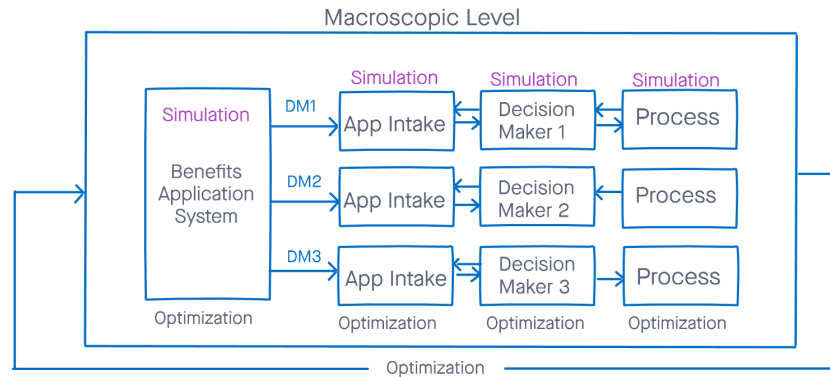 Macroscopic Level
Simulation
Benefits
Application
System
Optimization
DM1
DM2
DM3
Simulation
App Intake
App Intake
App Intake
Optimization
Simulation
Decision
Maker 1
Decision
Maker 2
Decision
Maker 3
Optimization
Simulation
Process
Process
Process
Optimization
Optimization